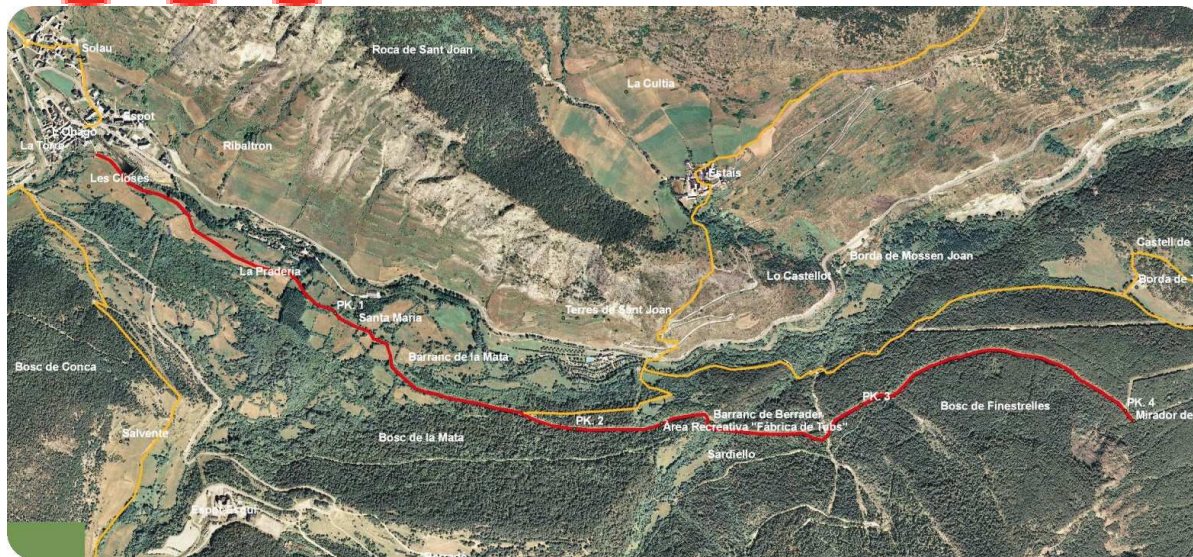 Solau
Roca de Sant Joan
La Cultia
Espot
L'Obago
La Torre
Ribaltron
Les Closes
Estais
La Praderia
PK. 1
Santa Maria
Terres de Sant Joan
Lo Castellot
Borda de Mossen Joan
Castell de
Borda de
Barranc de la Mata
Bosc de Conca
Salvente
Bosc de la Mata
PK. 2
Barranc de Berrader
Área Recreativa "Fàbrica de Tubs"
Sardiello
PK. 3
Bosc de Finestrelles
PK. 4
Mirador de
Espot Esquí